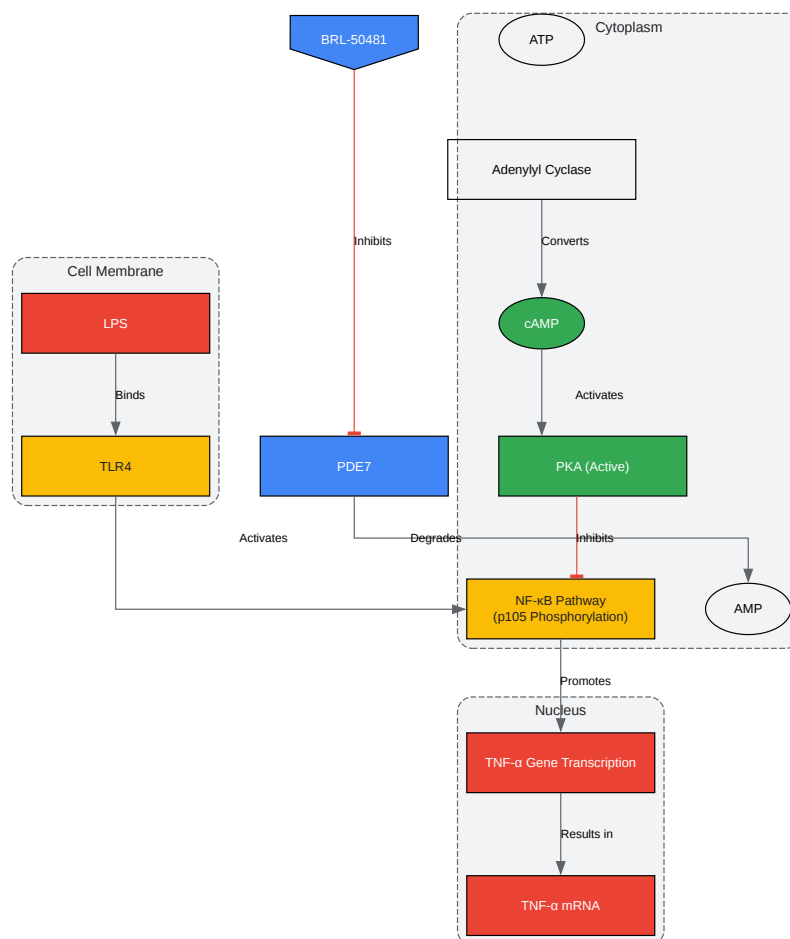 BRL-50481
ATP
Cytoplasm
Adenylyl Cyclase
Inhibits
Converts
Cell Membrane
LPS
cAMP
Binds
Activates
TLR4
PDE7
PKA (Active)
Activates
Degrades
Inhibits
NF-κB Pathway
(p105 Phosphorylation)
AMP
Promotes
Nucleus
TNF-α Gene Transcription
Results in
TNF-α mRNA